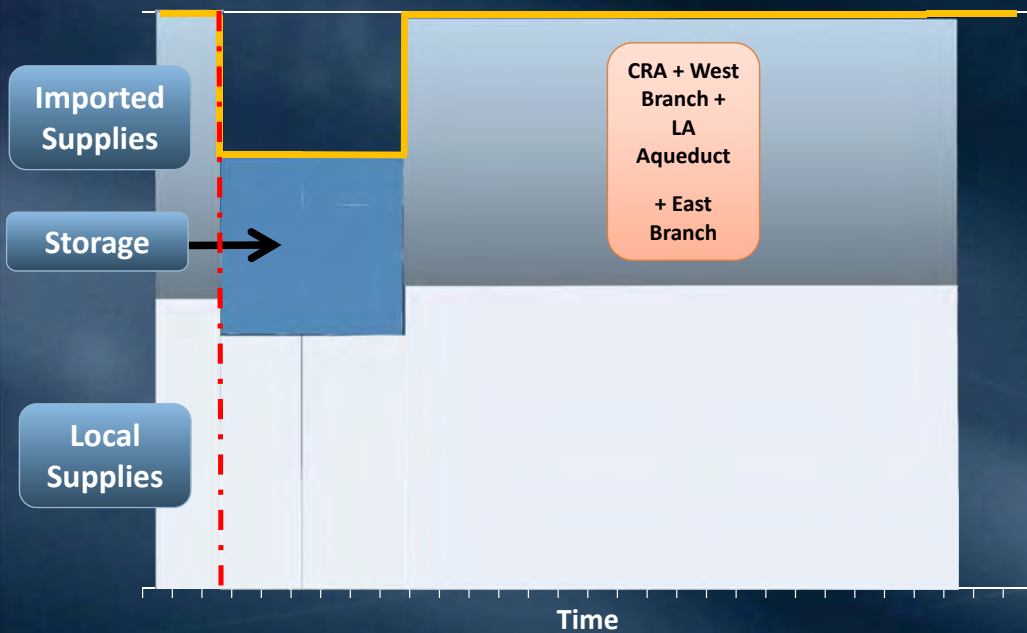 Imported
Supplies
CRA + West
Branch +
LA
Aqueduct
+ East
Branch
Storage
Local
Supplies
Time